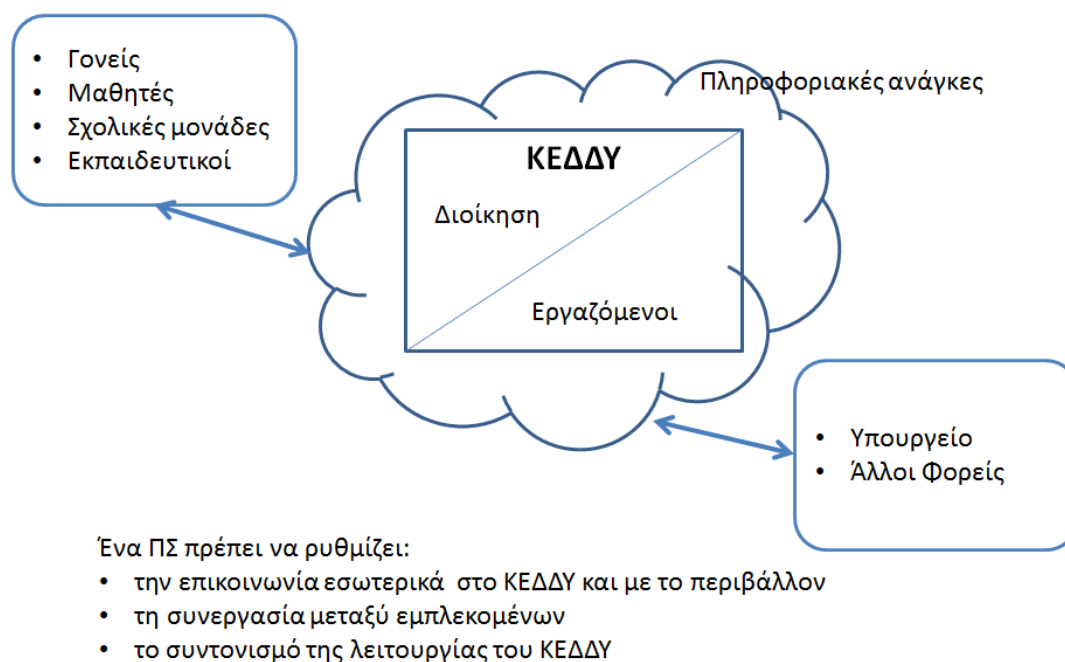 • Γονείς
• Μαθητές
• Σχολικές μονάδες
• Εκπαιδευτικοί
Πληροφοριακές ανάγκες
ΚΕΔΔΥ
Διοίκηση
Εργαζόμενοι
• Υπουργείο
• Άλλοι Φορείς
Ένα ΠΣ πρέπει να ρυθμίζει:
• την επικοινωνία εσωτερικά στο ΚΕΔΔΥ και με το περιβάλλον
• τη συνεργασία μεταξύ εμπλεκομένων
• το συντονισμό της λειτουργίας του ΚΕΔΔΥ